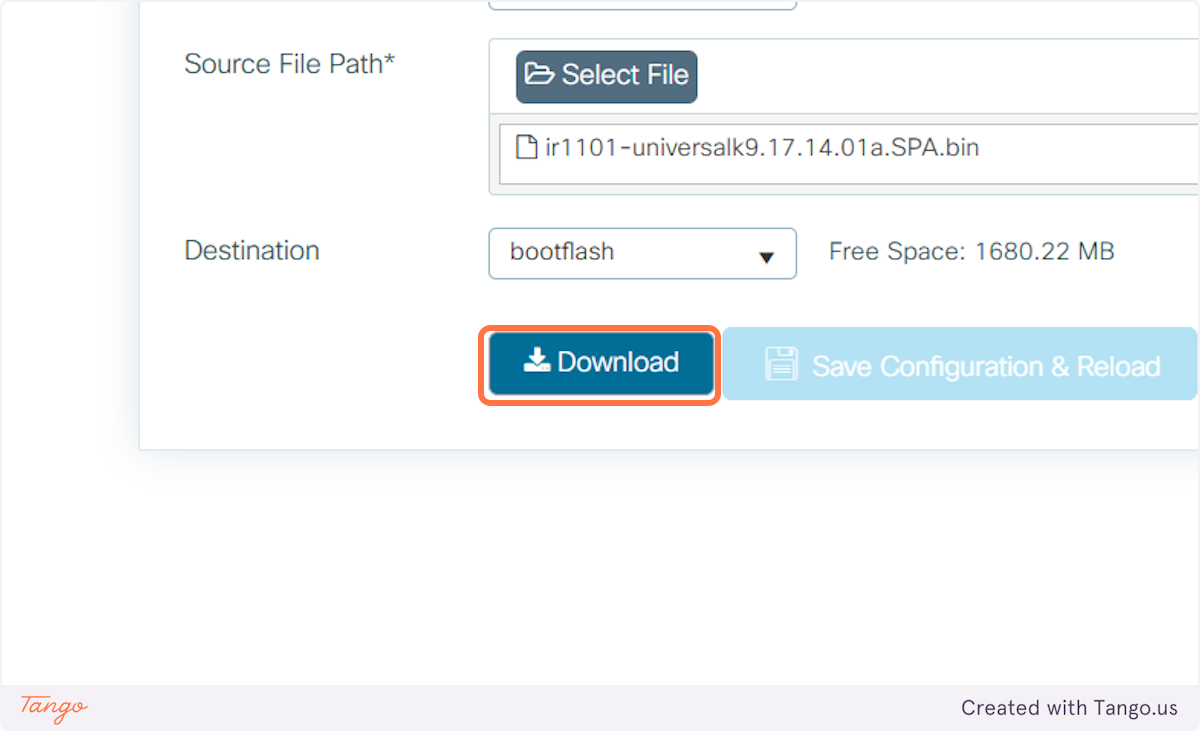 Source File Path*
Select File
ir1101-universalk9.17.14.01a.SPA.bin
Destination
bootflash
Free Space: 1680.22 MB
Download
Save Configuration & Reload
Tango
Created with Tango.us